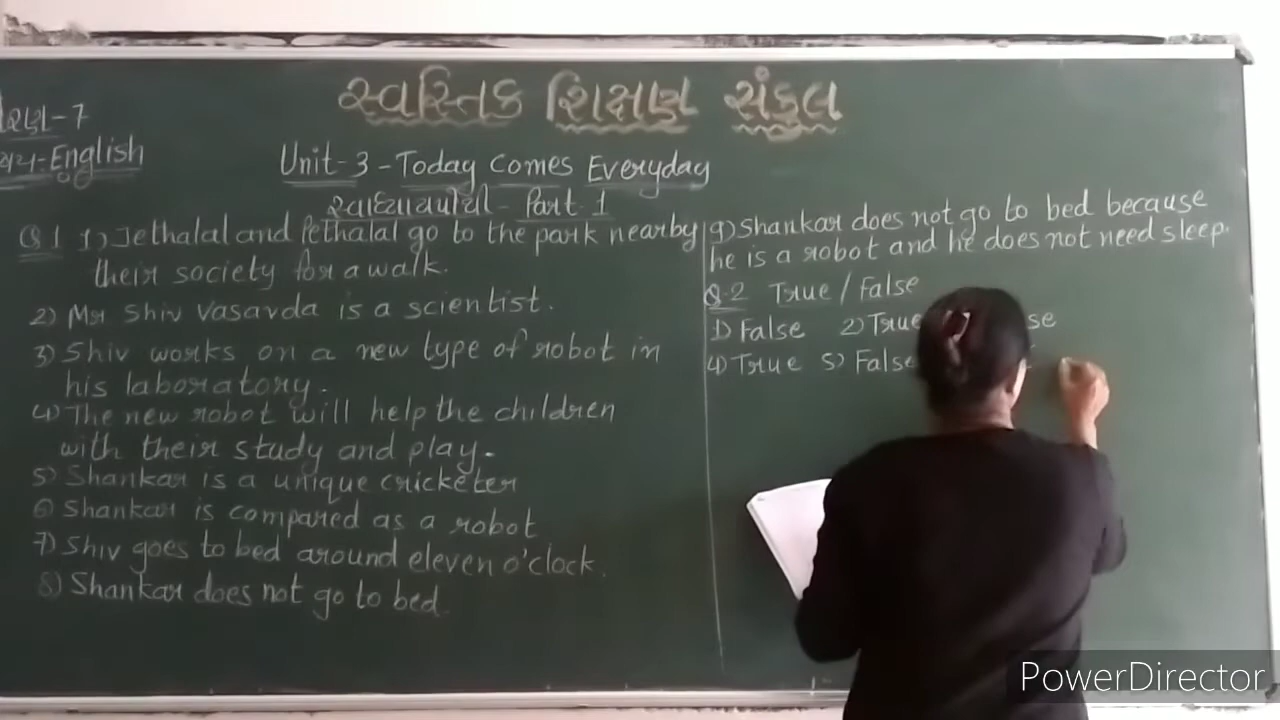 સ્વસ્તિક શિક્ષણ સંકુલ
-7
English
Unit-3-Today Comes Everyday
સ્વાધ્યાયપોથી - Part 1
Q1 1) Jethalal and Pethalal go to the park nearby
their society for a walk.
2) Mr Shiv Vasavda is a scientist.
3) Shiv works on a new type of robot in
his laboratory.
4) The new robot will help the children
with their study and play.
5) Shankar is a unique cricketer
6) Shankar is compared as a robot
7) Shiv goes to bed around eleven o'clock.
8) Shankar does not go to bed.
9) Shankar does not go to bed because
he is a robot and he does not need sleep.
Q.2 True / False
1) False 2) True
4) True 5) False
PowerDirector